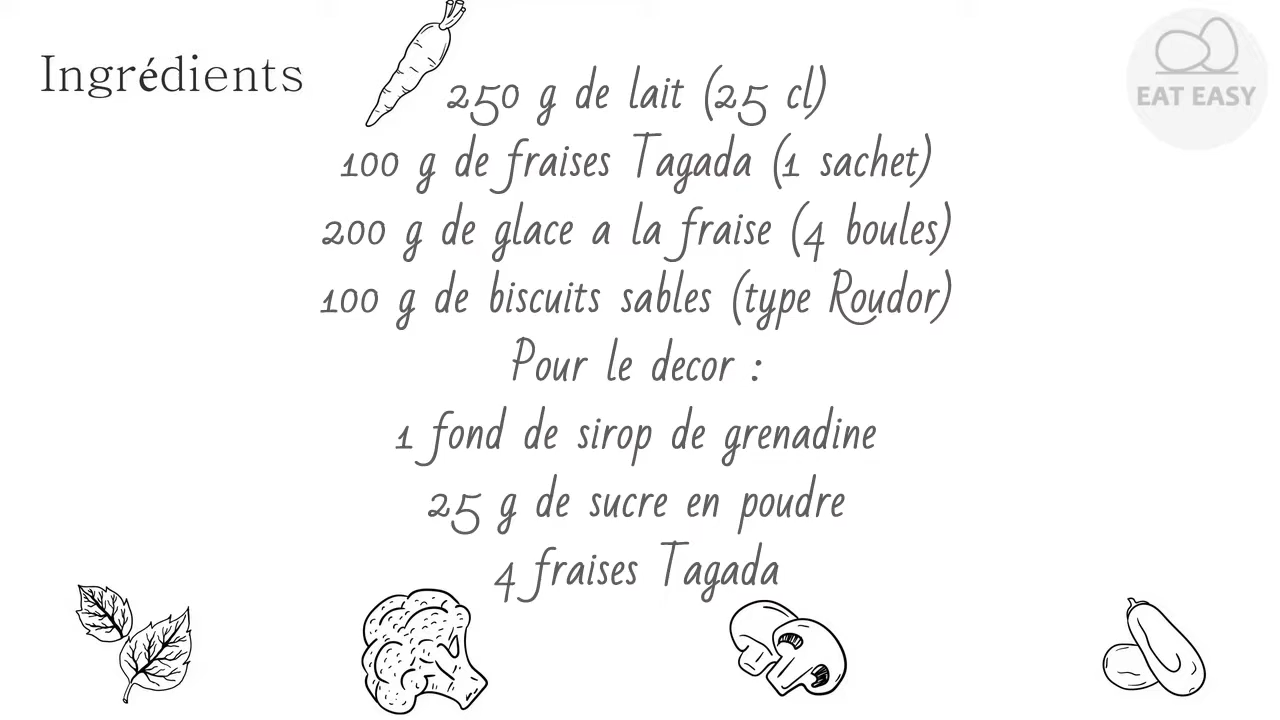 Ingrédients
EAT EASY
250 g de lait (25 cl)
100 g de fraises Tagada (1 sachet)
200 g de glace a la fraise (4 boules)
100 g de biscuits sables (type Roudor)
Pour le decor :
1 fond de sirop de grenadine
25 g de sucre en poudre
4 fraises Tagada